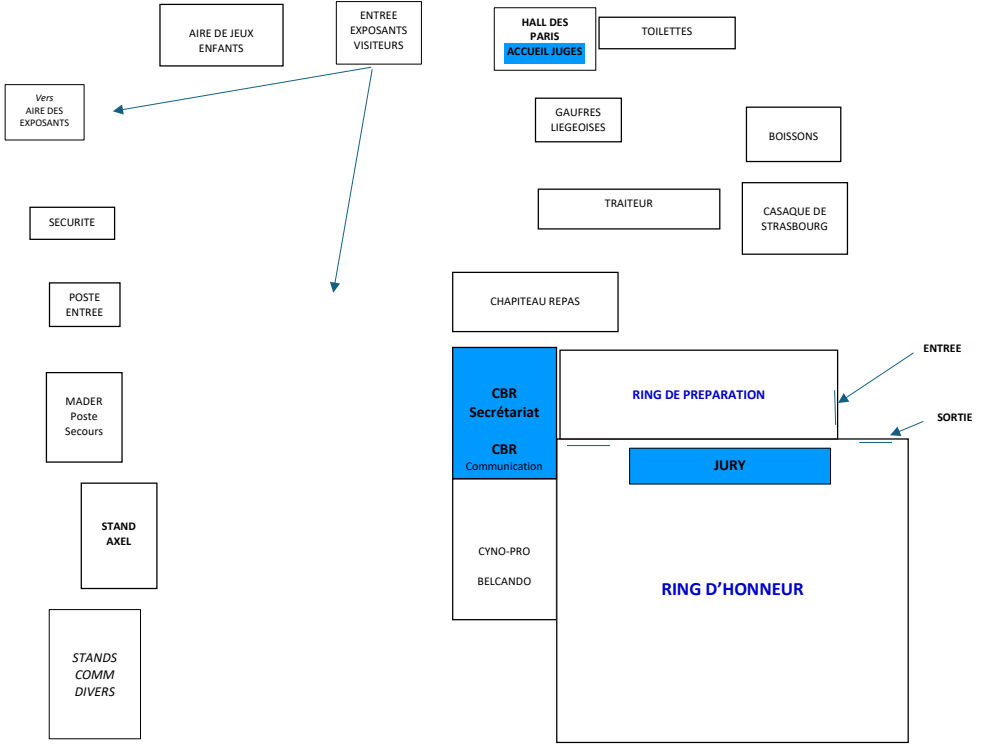 AIRE DE JEUX
ENFANTS
ENTREE
EXPOSANTS
VISITEURS
HALL DES
PARIS
ACCUEIL JUGES
TOILETTES
Vers
AIRE DES
EXPOSANTS
GAUFRES
LIEGEOISES
BOISSONS
SECURITE
TRAITEUR
CASAQUE DE
STRASBOURG
POSTE
ENTREE
CHAPITEAU REPAS
ENTREE
MADER
Poste
Secours
CBR
Secrétariat
CBR
Communication
RING DE PREPARATION
SORTIE
JURY
STAND
AXEL
CYNO-PRO
BELCANDO
RING D’HONNEUR
STANDS
COMM
DIVERS